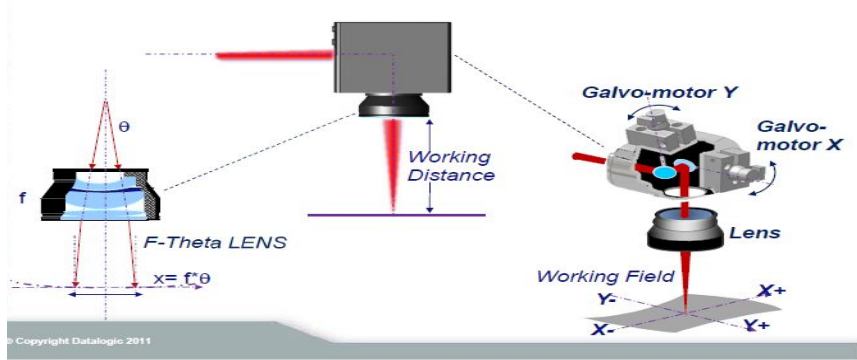 θ
f
F-Theta LENS
x= f*θ
Working
Distance
Galvo-motor Y
Galvo-
motor X
Lens
Working Field
Y-
X+
X-
Y+
© Copyright Datalogic 2011